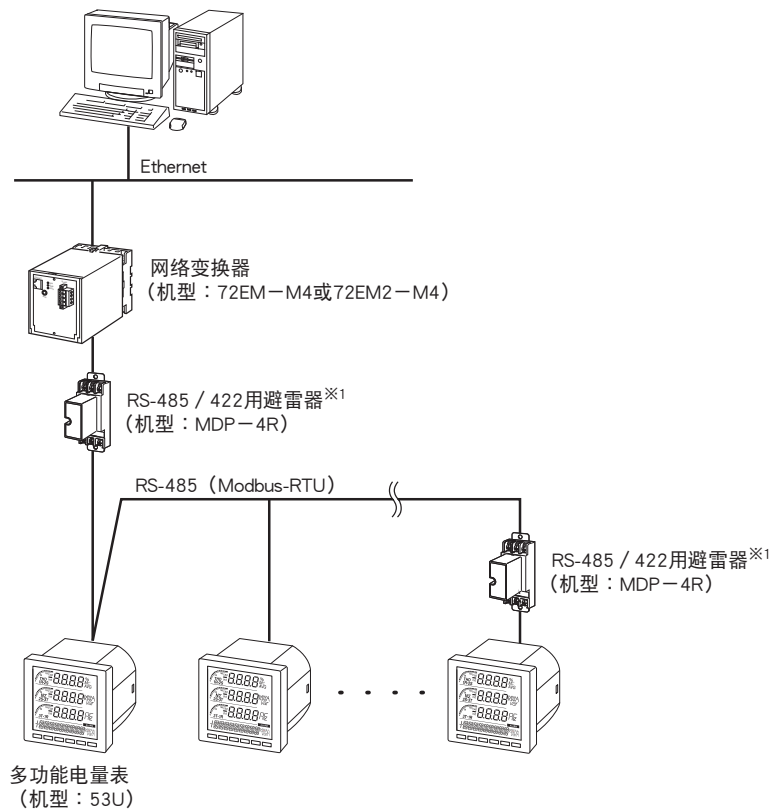 Ethernet
网络变换器
（机型：72EM－M4或72EM2－M4）
RS-485 / 422用避雷器※1
（机型：MDP－4R）
RS-485（Modbus-RTU）
RS-485 / 422用避雷器※1
（机型：MDP－4R）
多功能电量表
（机型：53U）